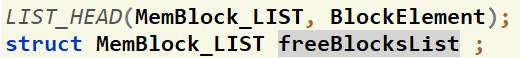 LIST_HEAD(MemBlock_LIST, BlockElement);
struct MemBlock_LIST freeBlocksList ;